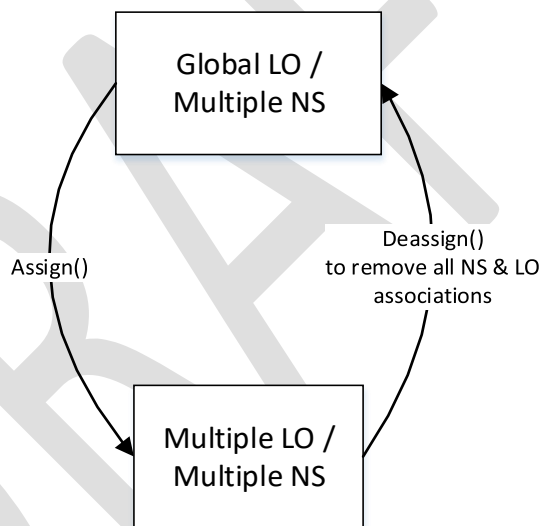 Global LO /
Multiple NS
Assign()
Deassign()
to remove all NS & LO
associations
Multiple LO /
Multiple NS